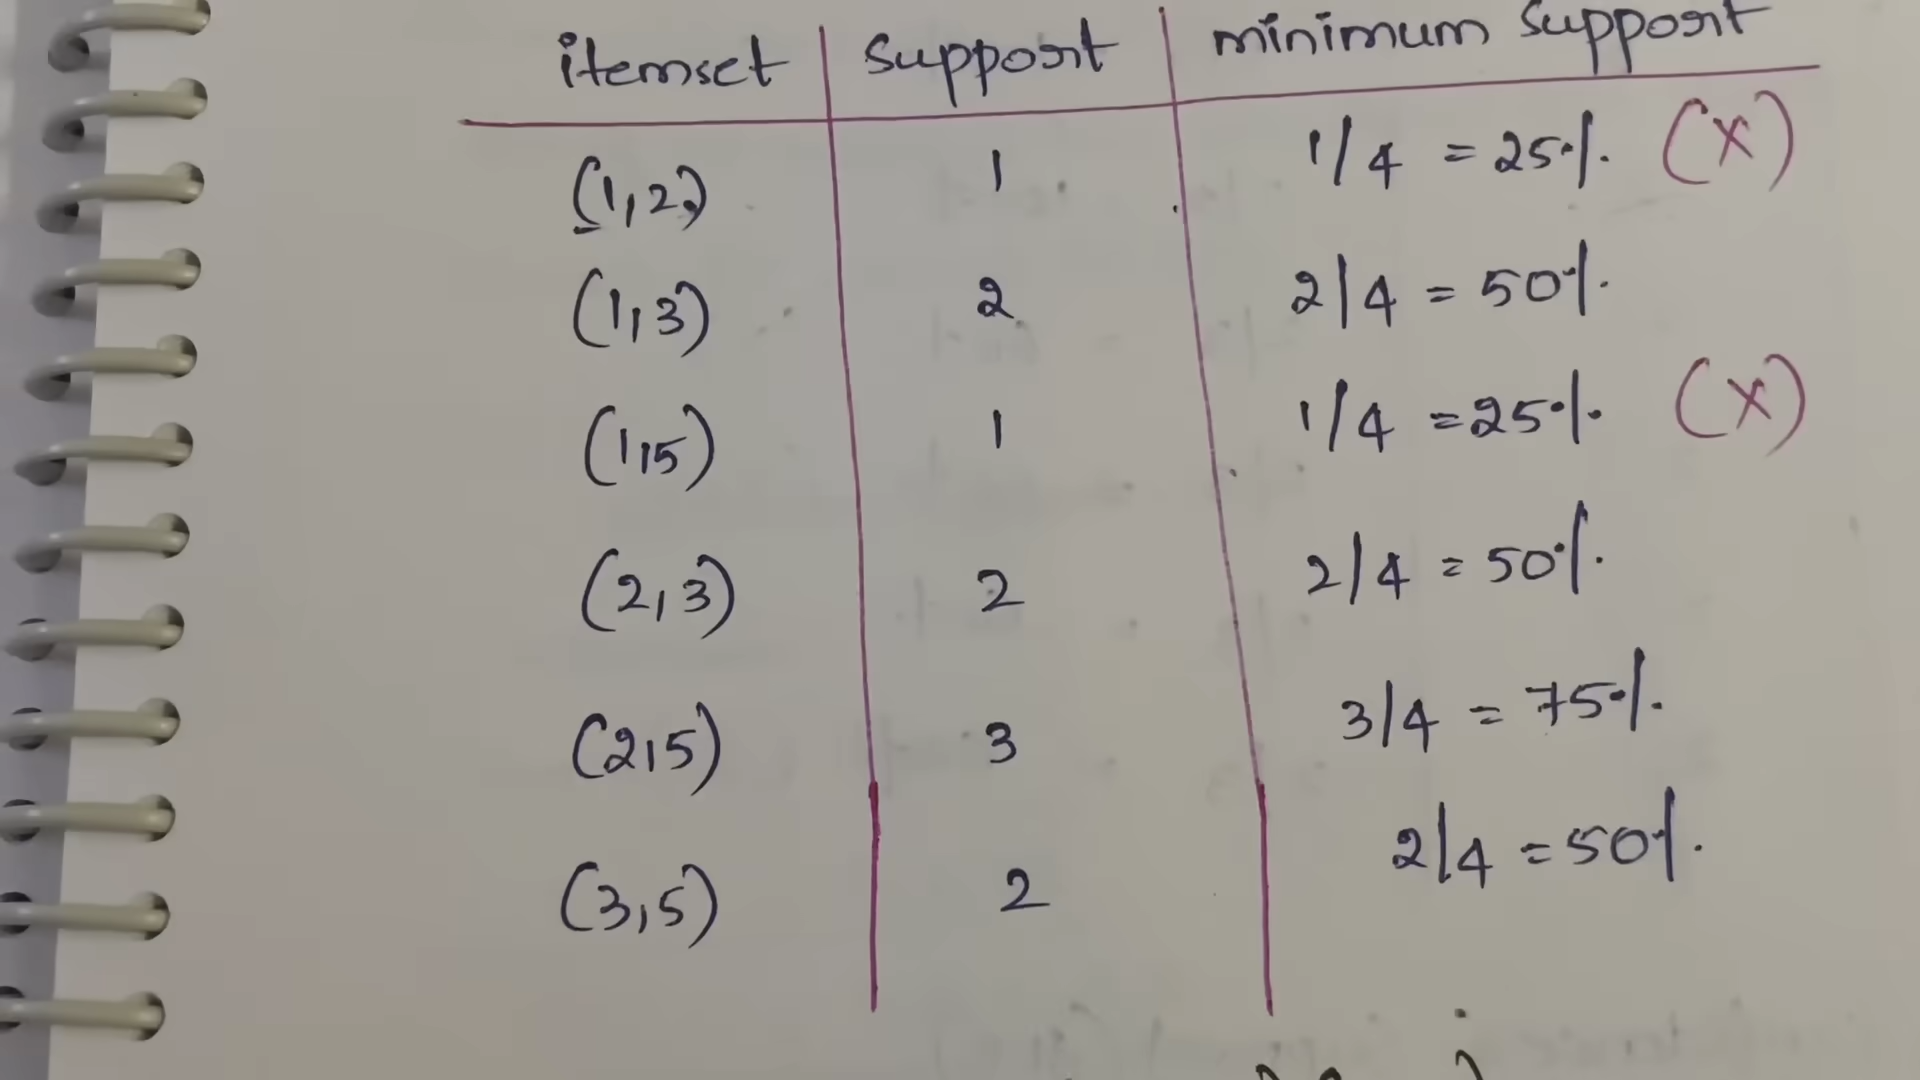 itemset support minimum support
(1,2) 1 1/4 = 25% (X)
(1,3) 2 2/4 = 50%
(1,5) 1 1/4 = 25% (X)
(2,3) 2 2/4 = 50%
(2,5) 3 3/4 = 75%
(3,5) 2 2/4 = 50%